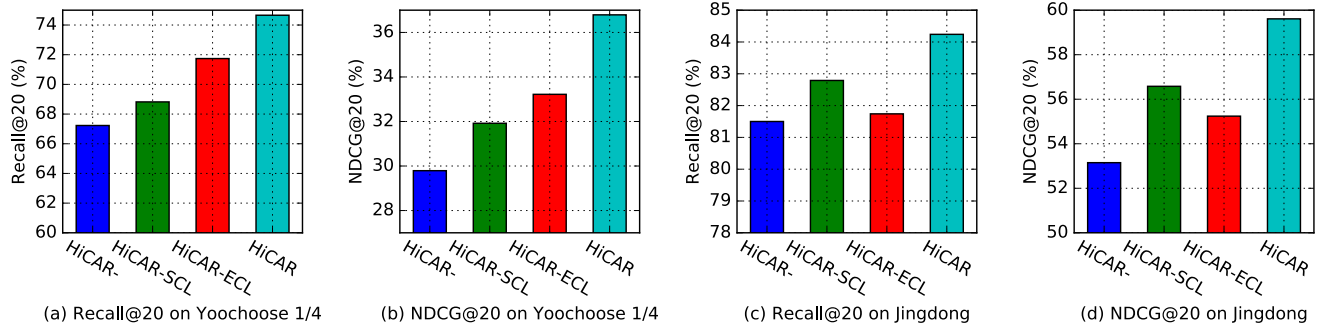 74
72
70
68
66
64
62
60
Recall@20 (%)
HiCAR-
HiCAR-SCL
HiCAR-ECL
HiCAR
(a) Recall@20 on Yoochoose 1/4
36
34
32
30
28
NDCG@20 (%)
HiCAR-
HiCAR-SCL
HiCAR-ECL
HiCAR
(b) NDCG@20 on Yoochoose 1/4
85
84
83
82
81
80
79
78
Recall@20 (%)
HiCAR-
HiCAR-SCL
HiCAR-ECL
HiCAR
(c) Recall@20 on Jingdong
60
58
56
54
52
50
NDCG@20 (%)
HiCAR-
HiCAR-SCL
HiCAR-ECL
HiCAR
(d) NDCG@20 on Jingdong